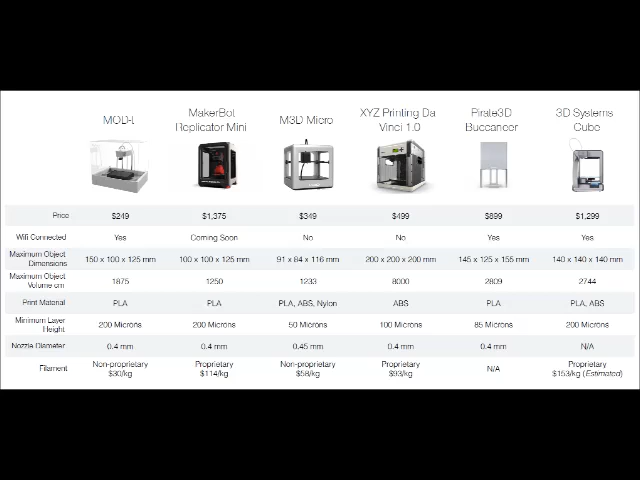 MOD-t MakerBot Replicator Mini M3D Micro XYZ Printing Da Vinci 1.0 Pirate3D Buccaneer 3D Systems Cube
Price $249 $1,375 $349 $499 $899 $1,299
Wifi Connected Yes Coming Soon No No Yes Yes
Maximum Object Dimensions 150 x 100 x 125 mm 100 x 100 x 125 mm 91 x 84 x 116 mm 200 x 200 x 200 mm 145 x 125 x 155 mm 140 x 140 x 140 mm
Maximum Object Volume cm 1875 1250 1233 8000 2809 2744
Print Material PLA PLA PLA, ABS, Nylon ABS PLA PLA, ABS
Minimum Layer Height 200 Microns 200 Microns 50 Microns 100 Microns 85 Microns 200 Microns
Nozzle Diameter 0.4 mm 0.4 mm 0.45 mm 0.4 mm 0.4 mm N/A
Filament Non-proprietary $30/kg Proprietary $114/kg Non-proprietary $58/kg Proprietary $93/kg N/A Proprietary $153/kg (Estimated)